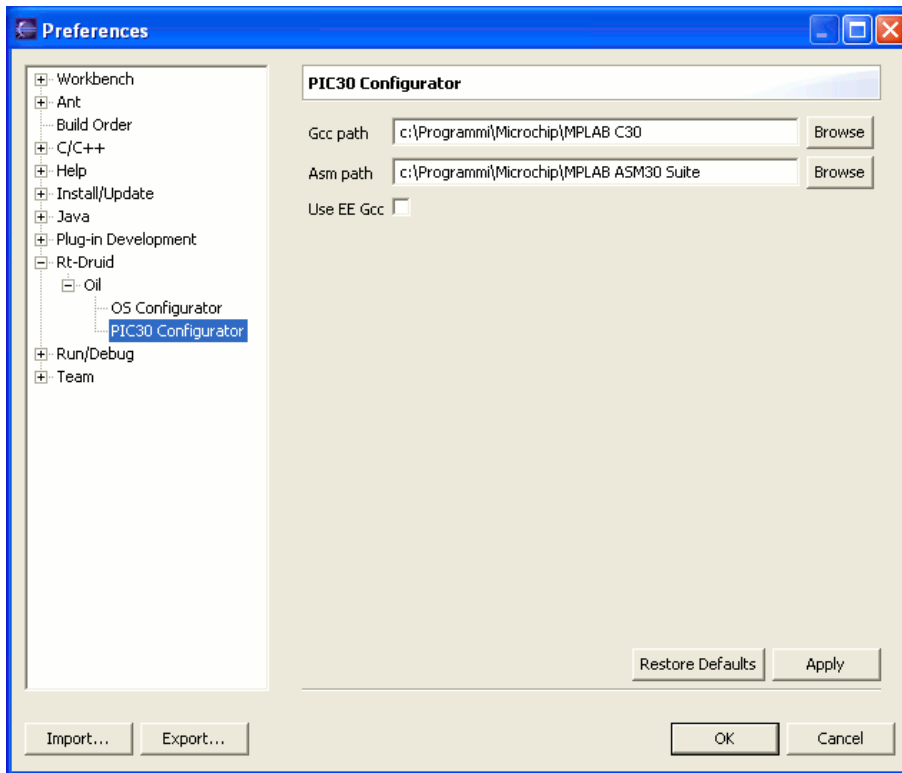 Preferences
Workbench
Ant
Build Order
C/C++
Help
Install/Update
Java
Plug-in Development
Rt-Druid
Oil
OS Configurator
PIC30 Configurator
Run/Debug
Team
PIC30 Configurator
Gcc path c:\Programmi\Microchip\MPLAB C30 Browse
Asm path c:\Programmi\Microchip\MPLAB ASM30 Suite Browse
Use EE Gcc
Restore Defaults Apply
Import... Export... OK Cancel